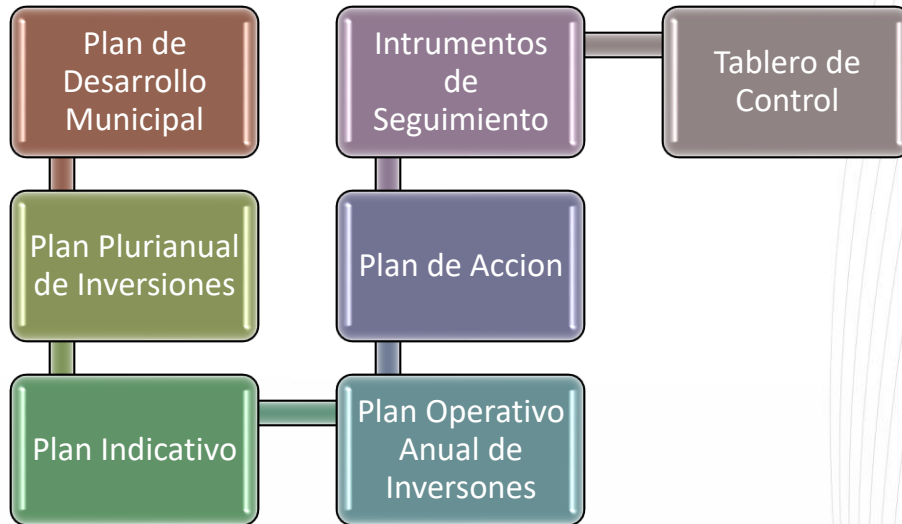 Plan de
Desarrollo
Municipal
Plan Plurianual
de Inversiones
Plan Indicativo
Plan Operativo
Anual de
Inversones
Plan de Accion
Intrumentos
de
Seguimiento
Tablero de
Control